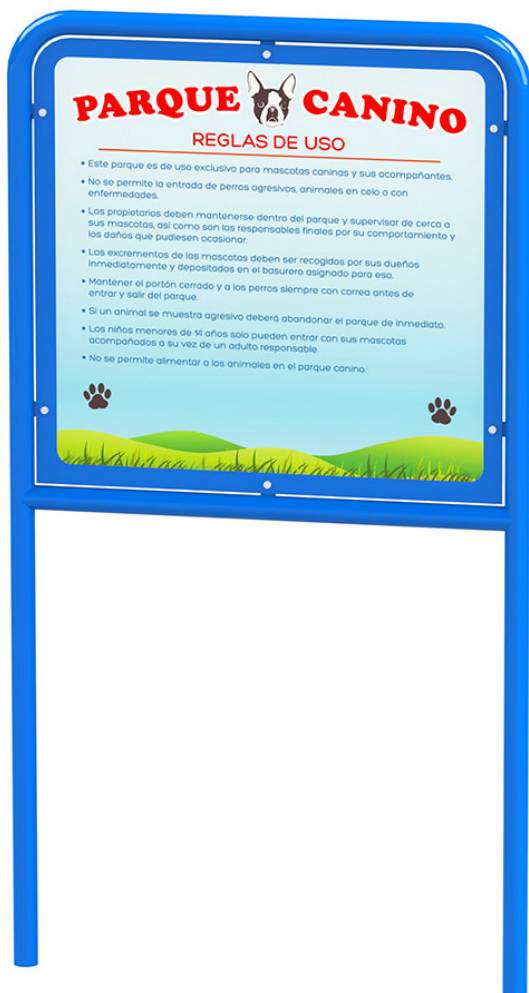 PARQUE CANINO
REGLAS DE USO
• Este parque es de uso exclusivo para mascotas caninas y sus acompañantes.
• No se permite la entrada de perros agresivos, animales en celo o con
enfermedades.
• Los propietarios deben mantenerse dentro del parque y supervisar de cerca a
sus mascotas, así como son los responsables finales por su comportamiento y
los daños que pudiesen ocasionar.
• Los excrementos de las mascotas deben ser recogidos por sus dueños
inmediatamente y depositados en el basurero asignado para eso.
• Mantener el portón cerrado y a los perros siempre con correa antes de
entrar y salir del parque.
• Si un animal se muestra agresivo deberá abandonar el parque de inmediato.
• Los niños menores de 14 años solo pueden entrar con sus mascotas
acompañados a su vez de un adulto responsable.
• No se permite alimentar a los animales en el parque canino.